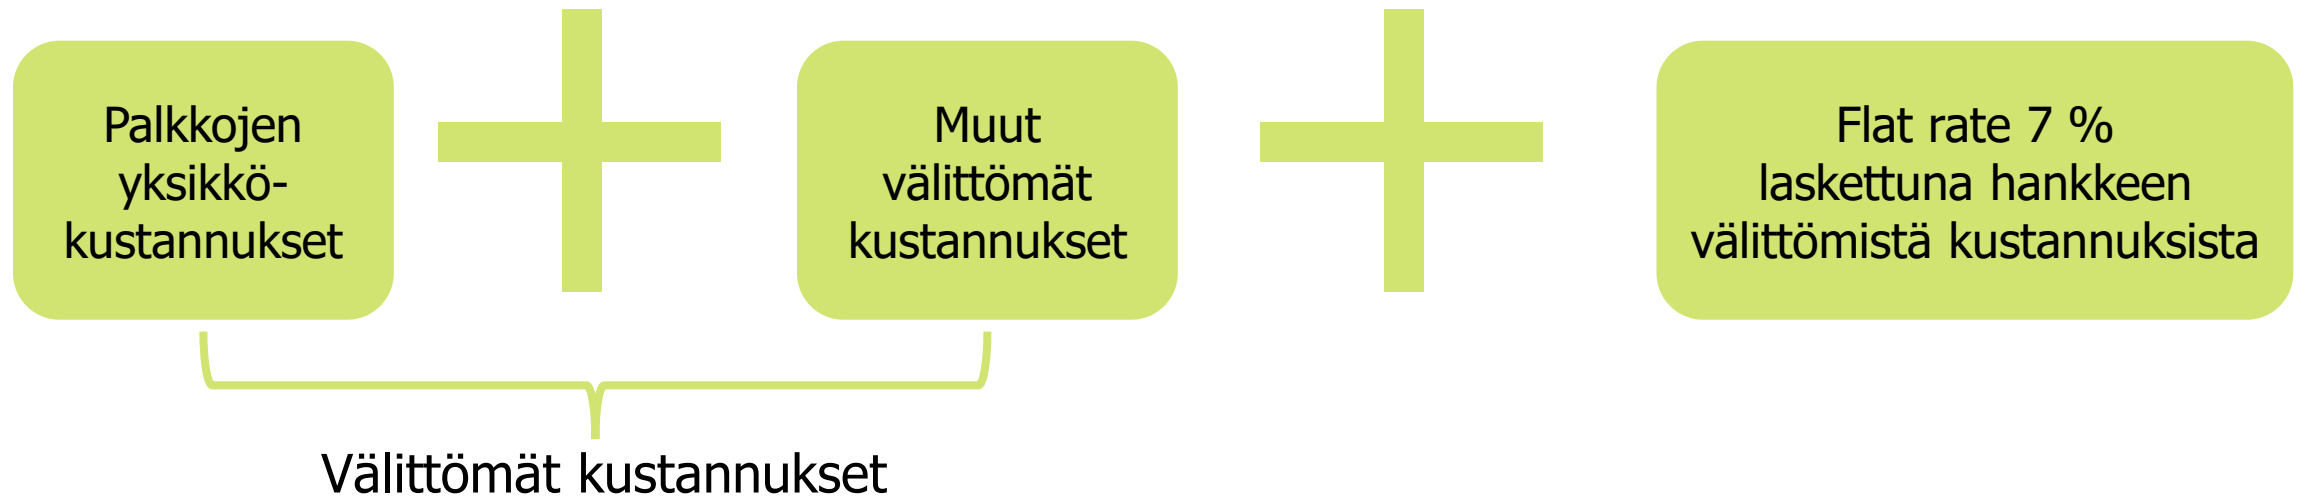 Palkkojen
yksikkö-
kustannukset
Muut
välittömät
kustannukset
Flat rate 7 %
laskettuna hankkeen
välittömistä kustannuksista
Välittömät kustannukset